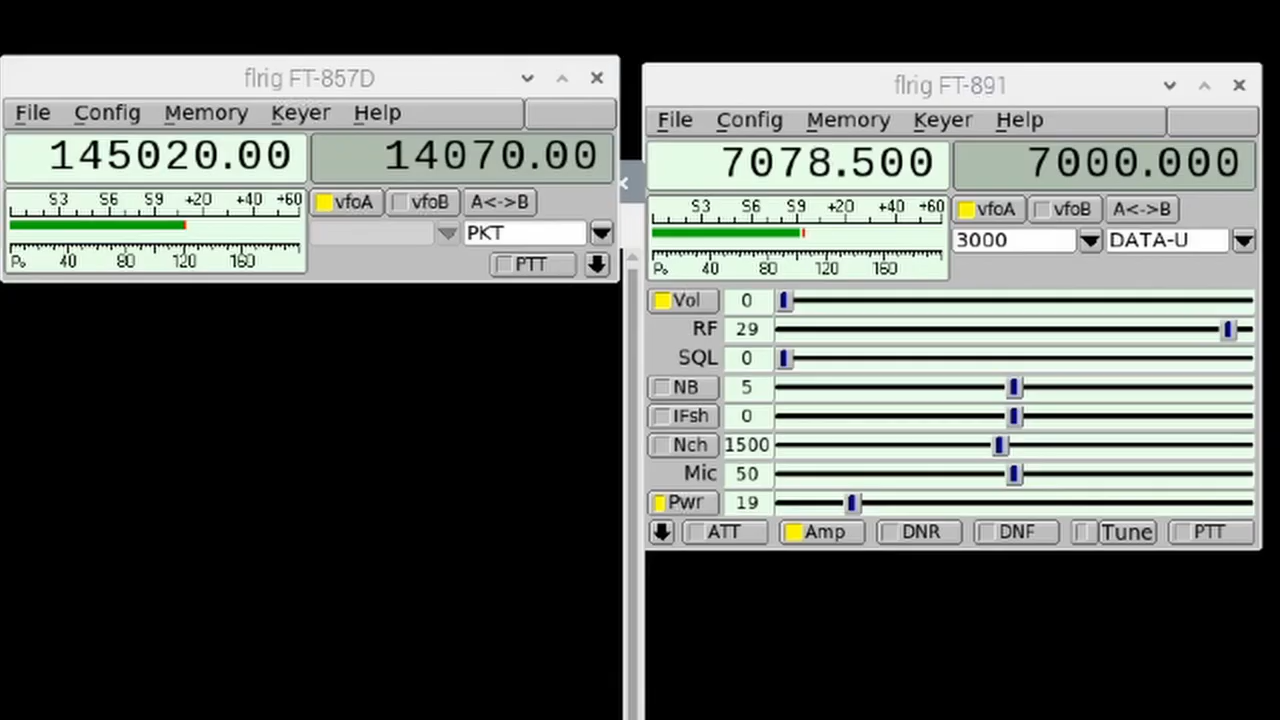 flrig FT-857D
File Config Memory Keyer Help
145020.00 14070.00
S3 S6 S9 +20 +40 +60
vfoA vfoB A<->B
PKT
Po 40 80 120 160
PTT
flrig FT-891
File Config Memory Keyer Help
7078.500 7000.000
S3 S6 S9 +20 +40 +60
vfoA vfoB A<->B
3000 DATA-U
Po 40 80 120 160
Vol 0
RF 29
SQL 0
NB 5
IFsh 0
Nch 1500
Mic 50
Pwr 19
ATT Amp DNR DNF Tune PTT